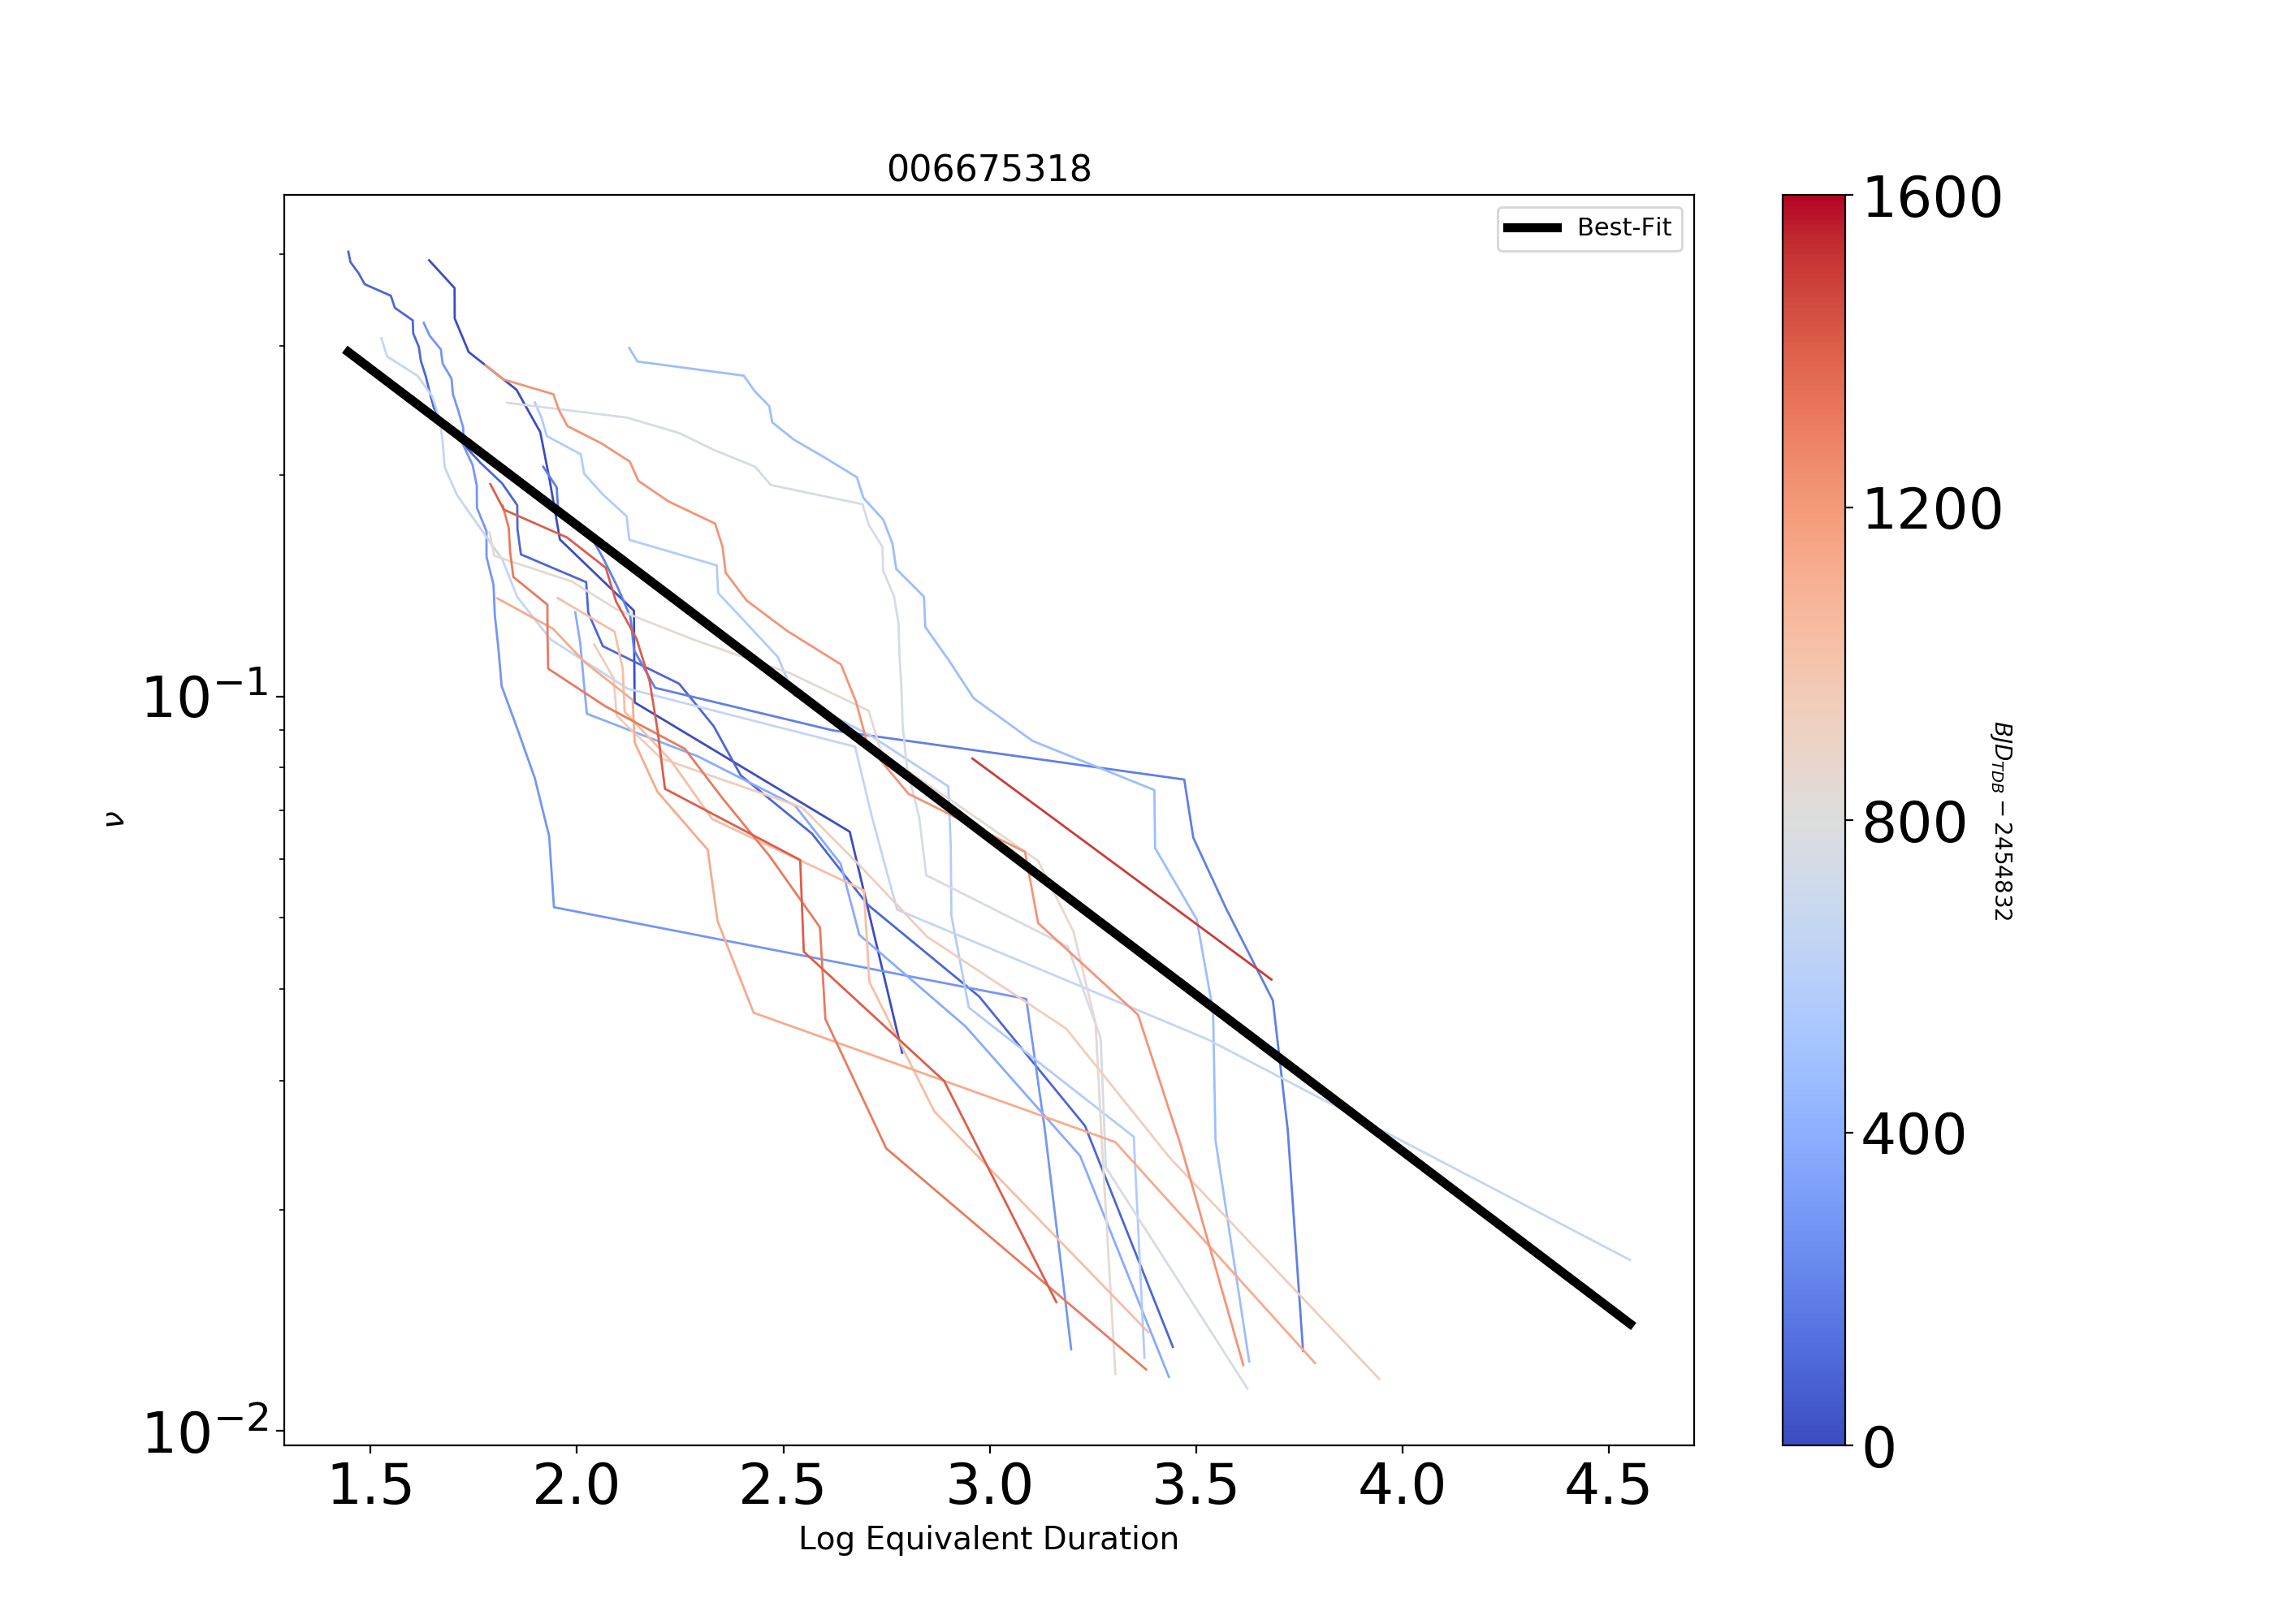 006675318
Best-Fit
10⁻¹
10⁻²
ν
1.5 2.0 2.5 3.0 3.5 4.0 4.5
Log Equivalent Duration
1600
1200
800
400
0
BJD_TDB − 2454832